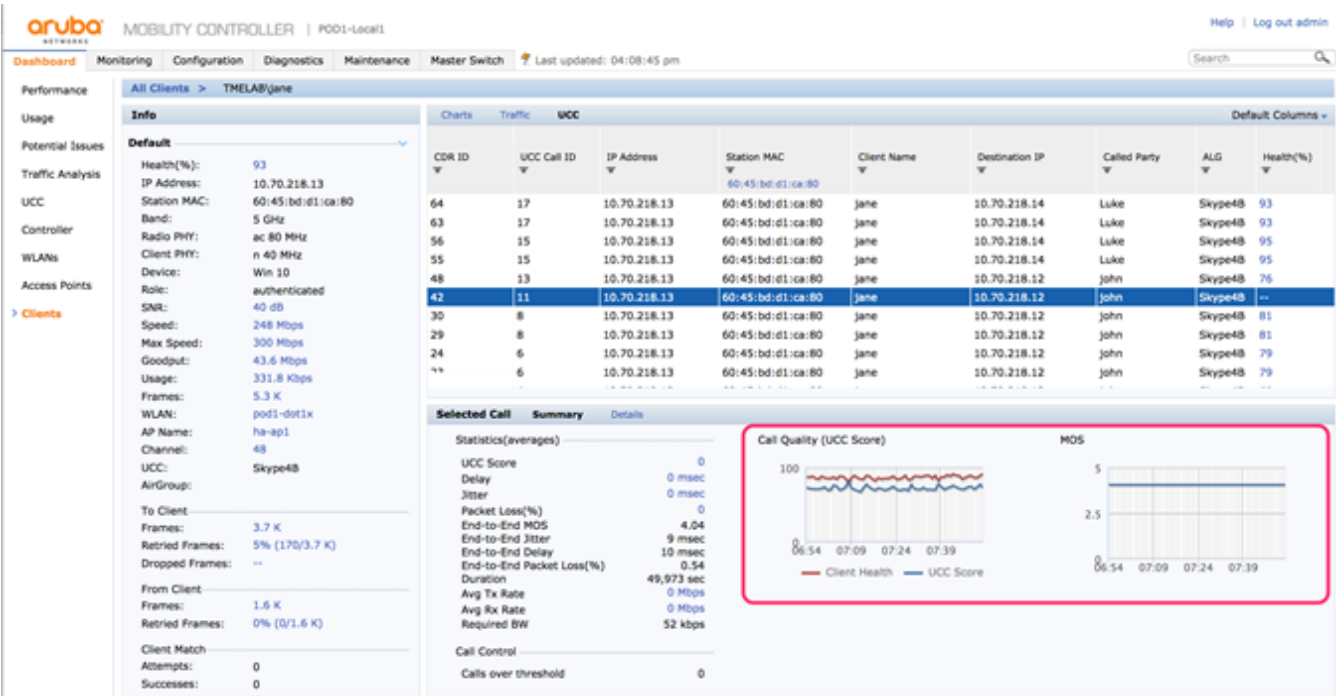 aruba NETWORKS MOBILITY CONTROLLER | POD1-Local1 Help | Log out admin
Dashboard Monitoring Configuration Diagnostics Maintenance Master Switch Last updated: 04:08:45 pm Search
Performance
Usage
Potential Issues
Traffic Analysis
UCC
Controller
WLANs
Access Points
> Clients
All Clients > TMELAB\jane
Info
Default
Health(%): 93
IP Address: 10.70.218.13
Station MAC: 60:45:bd:d1:ca:80
Band: 5 GHz
Radio PHY: ac 80 MHz
Client PHY: n 40 MHz
Device: Win 10
Role: authenticated
SNR: 40 dB
Speed: 248 Mbps
Max Speed: 300 Mbps
Goodput: 43.6 Mbps
Usage: 331.8 Kbps
Frames: 5.3 K
WLAN: pod1-dot1x
AP Name: ha-ap1
Channel: 48
UCC: Skype4B
AirGroup:
To Client
Frames: 3.7 K
Retried Frames: 5% (170/3.7 K)
Dropped Frames: --
From Client
Frames: 1.6 K
Retried Frames: 0% (0/1.6 K)
Client Match
Attempts: 0
Successes: 0
Charts Traffic UCC Default Columns
CDR ID UCC Call ID IP Address Station MAC Client Name Destination IP Called Party ALG Health(%)
60:45:bd:d1:ca:80
64 17 10.70.218.13 60:45:bd:d1:ca:80 jane 10.70.218.14 Luke Skype4B 93
63 17 10.70.218.13 60:45:bd:d1:ca:80 jane 10.70.218.14 Luke Skype4B 93
56 15 10.70.218.13 60:45:bd:d1:ca:80 jane 10.70.218.14 Luke Skype4B 95
55 15 10.70.218.13 60:45:bd:d1:ca:80 jane 10.70.218.14 Luke Skype4B 95
48 13 10.70.218.13 60:45:bd:d1:ca:80 jane 10.70.218.12 john Skype4B 76
42 11 10.70.218.13 60:45:bd:d1:ca:80 jane 10.70.218.12 john Skype4B --
30 8 10.70.218.13 60:45:bd:d1:ca:80 jane 10.70.218.12 john Skype4B 81
29 8 10.70.218.13 60:45:bd:d1:ca:80 jane 10.70.218.12 john Skype4B 81
24 6 10.70.218.13 60:45:bd:d1:ca:80 jane 10.70.218.12 john Skype4B 79
6 10.70.218.13 60:45:bd:d1:ca:80 jane 10.70.218.12 john Skype4B 79
Selected Call Summary Details
Statistics(averages)
UCC Score 0
Delay 0 msec
Jitter 0 msec
Packet Loss(%) 0
End-to-End MOS 4.04
End-to-End Jitter 9 msec
End-to-End Delay 10 msec
End-to-End Packet Loss(%) 0.54
Duration 49,973 sec
Avg Tx Rate 0 Mbps
Avg Rx Rate 0 Mbps
Required BW 52 kbps
Call Control
Calls over threshold 0
Call Quality (UCC Score)
100
0
06:54 07:09 07:24 07:39
Client Health UCC Score
MOS
5
2.5
0
06:54 07:09 07:24 07:39